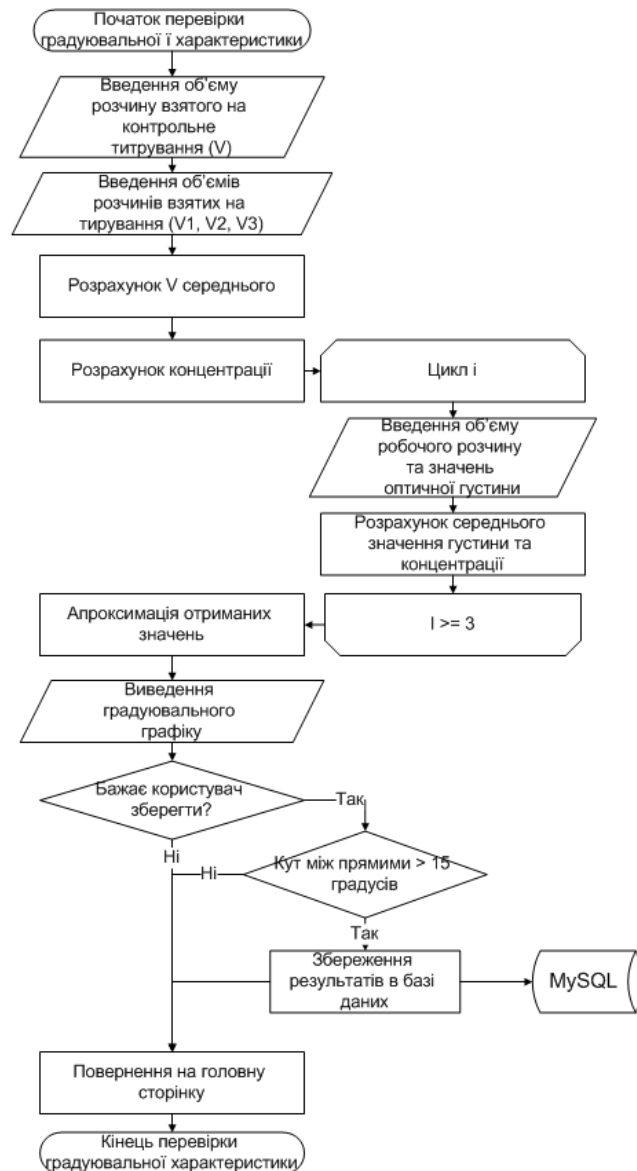 Початок перевірки
градуювальної ї характеристики
Введення об'єму
розчину взятого на
контрольне
титрування (V)
Введення об'ємів
розчинів взятих на
тирування (V1, V2, V3)
Розрахунок V середнього
Розрахунок концентрації
Цикл і
Введення об'єму
робочого розчину
та значень
оптичної густини
Розрахунок середнього
значення густини та
концентрації
І >= 3
Апроксимація отриманих
значень
Виведення
градуювального
графіку
Бажає користувач
зберегти?
Так
Ні
Кут між прямими > 15
градусів
Ні
Так
Збереження
результатів в базі
даних
MySQL
Повернення на головну
сторінку
Кінець перевірки
градуювальної характеристики